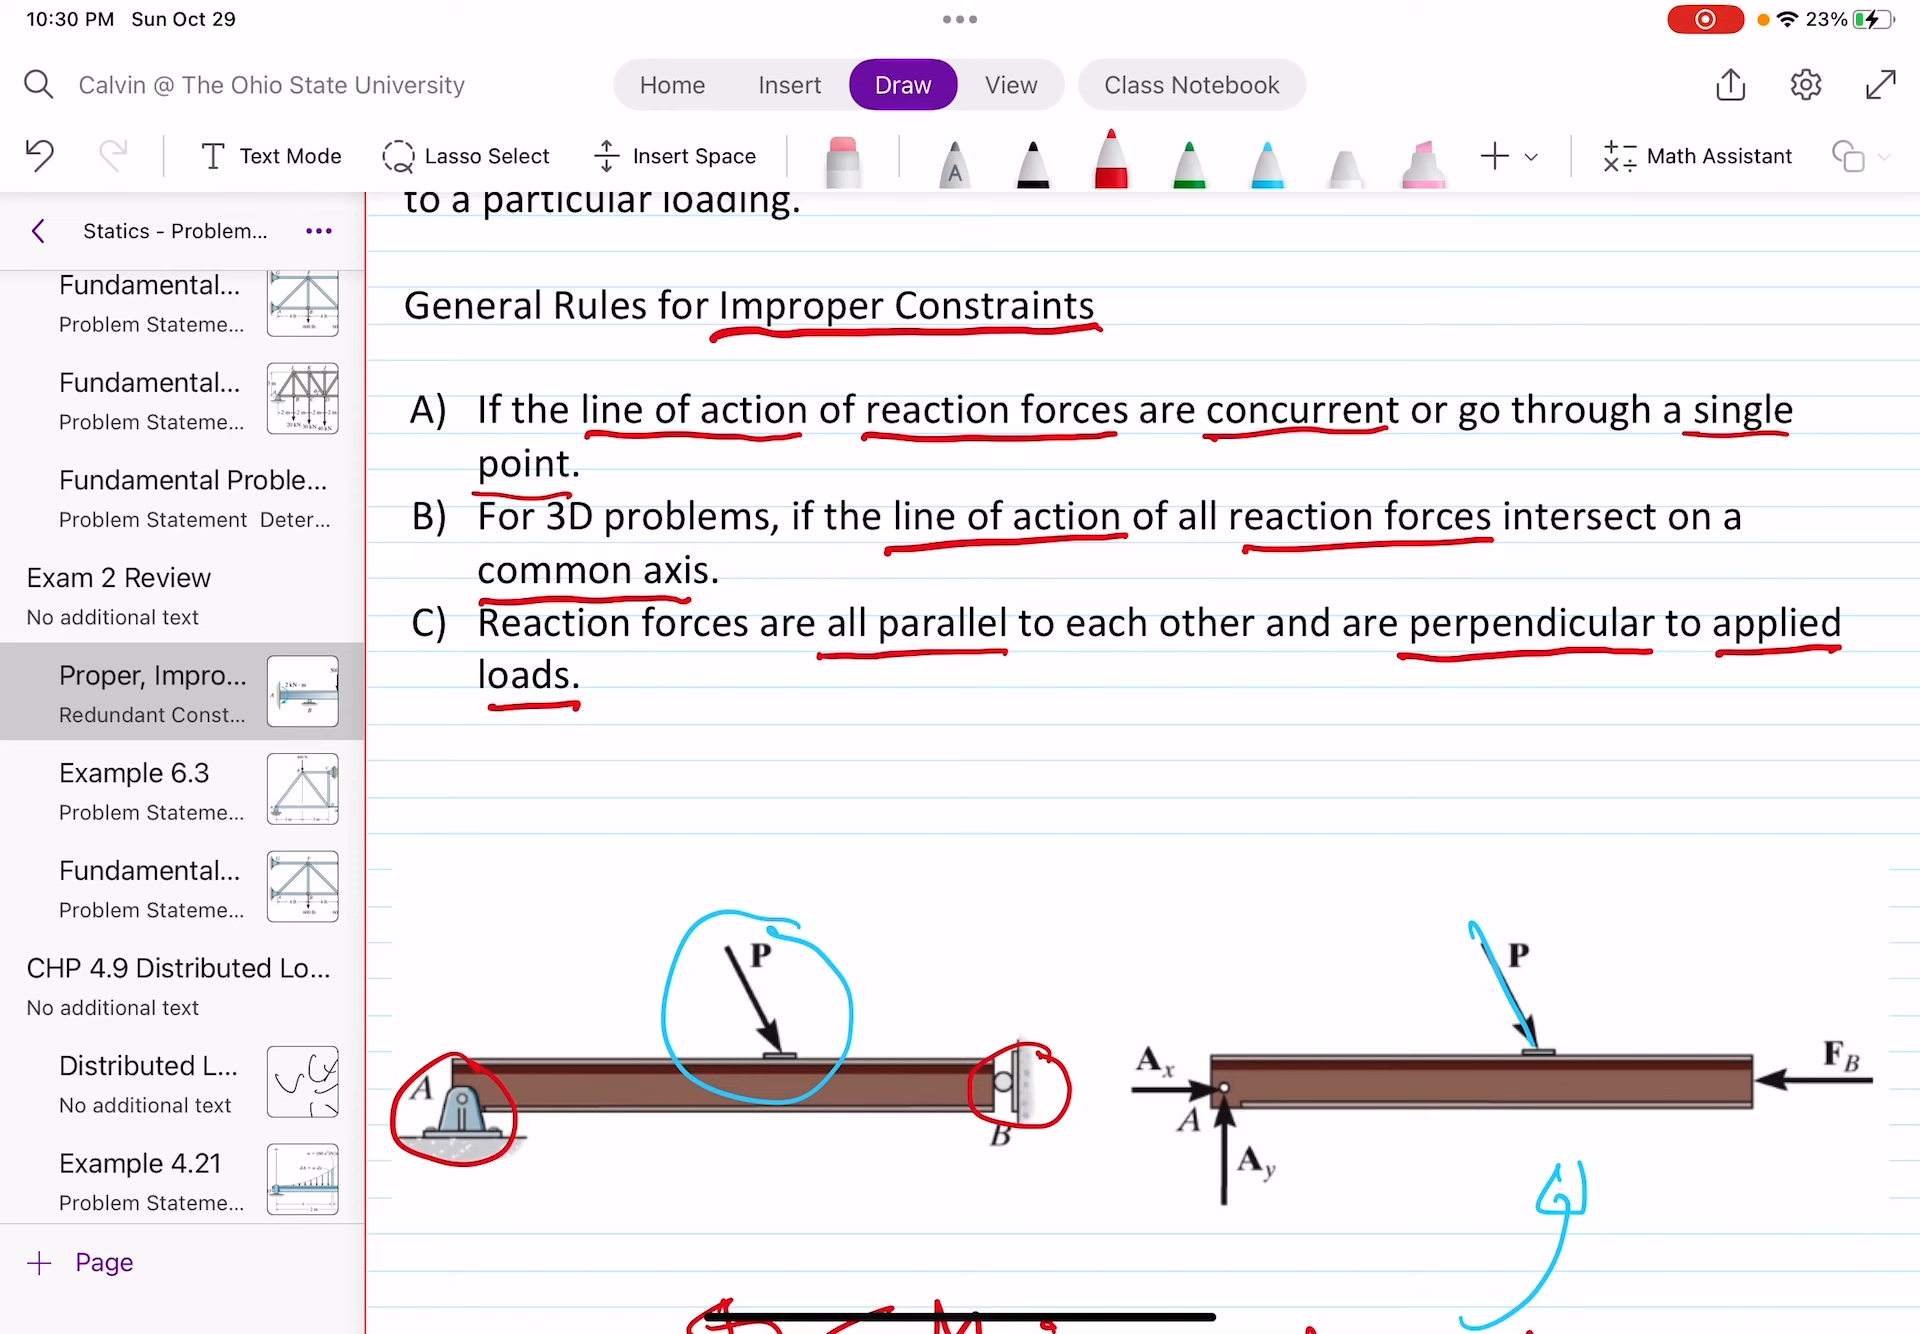 10:30 PM Sun Oct 29
23%
Calvin @ The Ohio State University
Home Insert Draw View Class Notebook
Text Mode Lasso Select Insert Space A Math Assistant
Statics - Problem...
Fundamental...
Problem Stateme...
Fundamental...
Problem Stateme...
Fundamental Proble...
Problem Statement Deter...
Exam 2 Review
No additional text
Proper, Impro...
Redundant Const...
Example 6.3
Problem Stateme...
Fundamental...
Problem Stateme...
CHP 4.9 Distributed Lo...
No additional text
Distributed L...
No additional text
Example 4.21
Problem Stateme...
Page
to a particular loading.
General Rules for Improper Constraints
A) If the line of action of reaction forces are concurrent or go through a single
point.
B) For 3D problems, if the line of action of all reaction forces intersect on a
common axis.
C) Reaction forces are all parallel to each other and are perpendicular to applied
loads.
P
A
B
P
Ax
A
Ay
FB